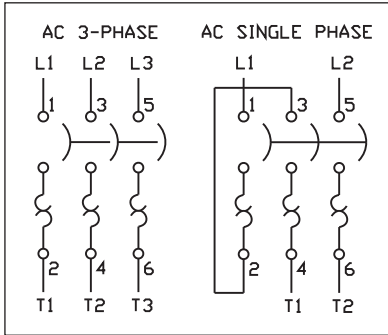 AC 3-PHASE
AC SINGLE PHASE
L1 L2 L3
L1 L2
1 3 5
1 3 5
2 4 6
2 4 6
T1 T2 T3
T1 T2